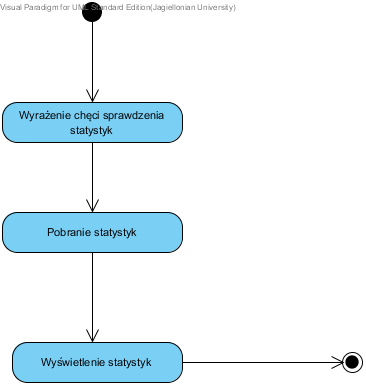 Visual Paradigm for UML Standard Edition(Jagiellonian University)
Wyrażenie chęci sprawdzenia
statystyk
Pobranie statystyk
Wyświetlenie statystyk